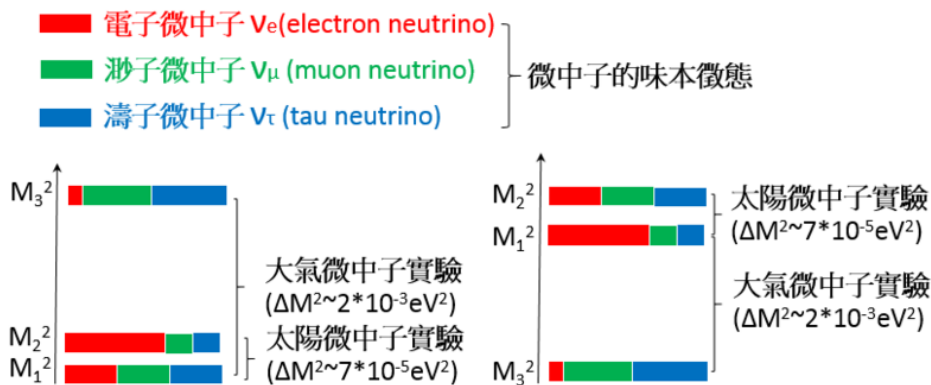 電子微中子 νe(electron neutrino)
渺子微中子 νμ (muon neutrino)
濤子微中子 ντ (tau neutrino)
微中子的味本徵態
M₃²
大氣微中子實驗
(ΔM²~2*10⁻³eV²)
M₂²
太陽微中子實驗
M₁²
(ΔM²~7*10⁻⁵eV²)
M₂²
太陽微中子實驗
(ΔM²~7*10⁻⁵eV²)
M₁²
大氣微中子實驗
(ΔM²~2*10⁻³eV²)
M₃²